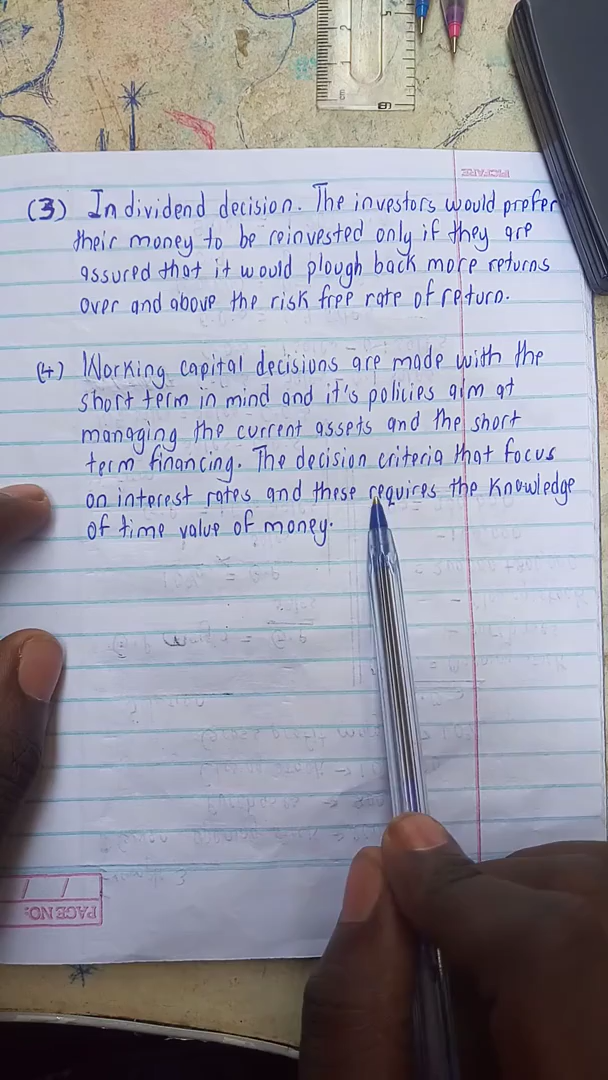 (3) In dividend decision. The investors would prefer
their money to be reinvested only if they are
assured that it would plough back more returns
over and above the risk free rate of return.
(4) Working capital decisions are made with the
short term in mind and it's policies aim at
managing the current assets and the short
term financing. The decision criteria that focus
on interest rates and these requires the knowledge
of time value of money.
PAGE NO: